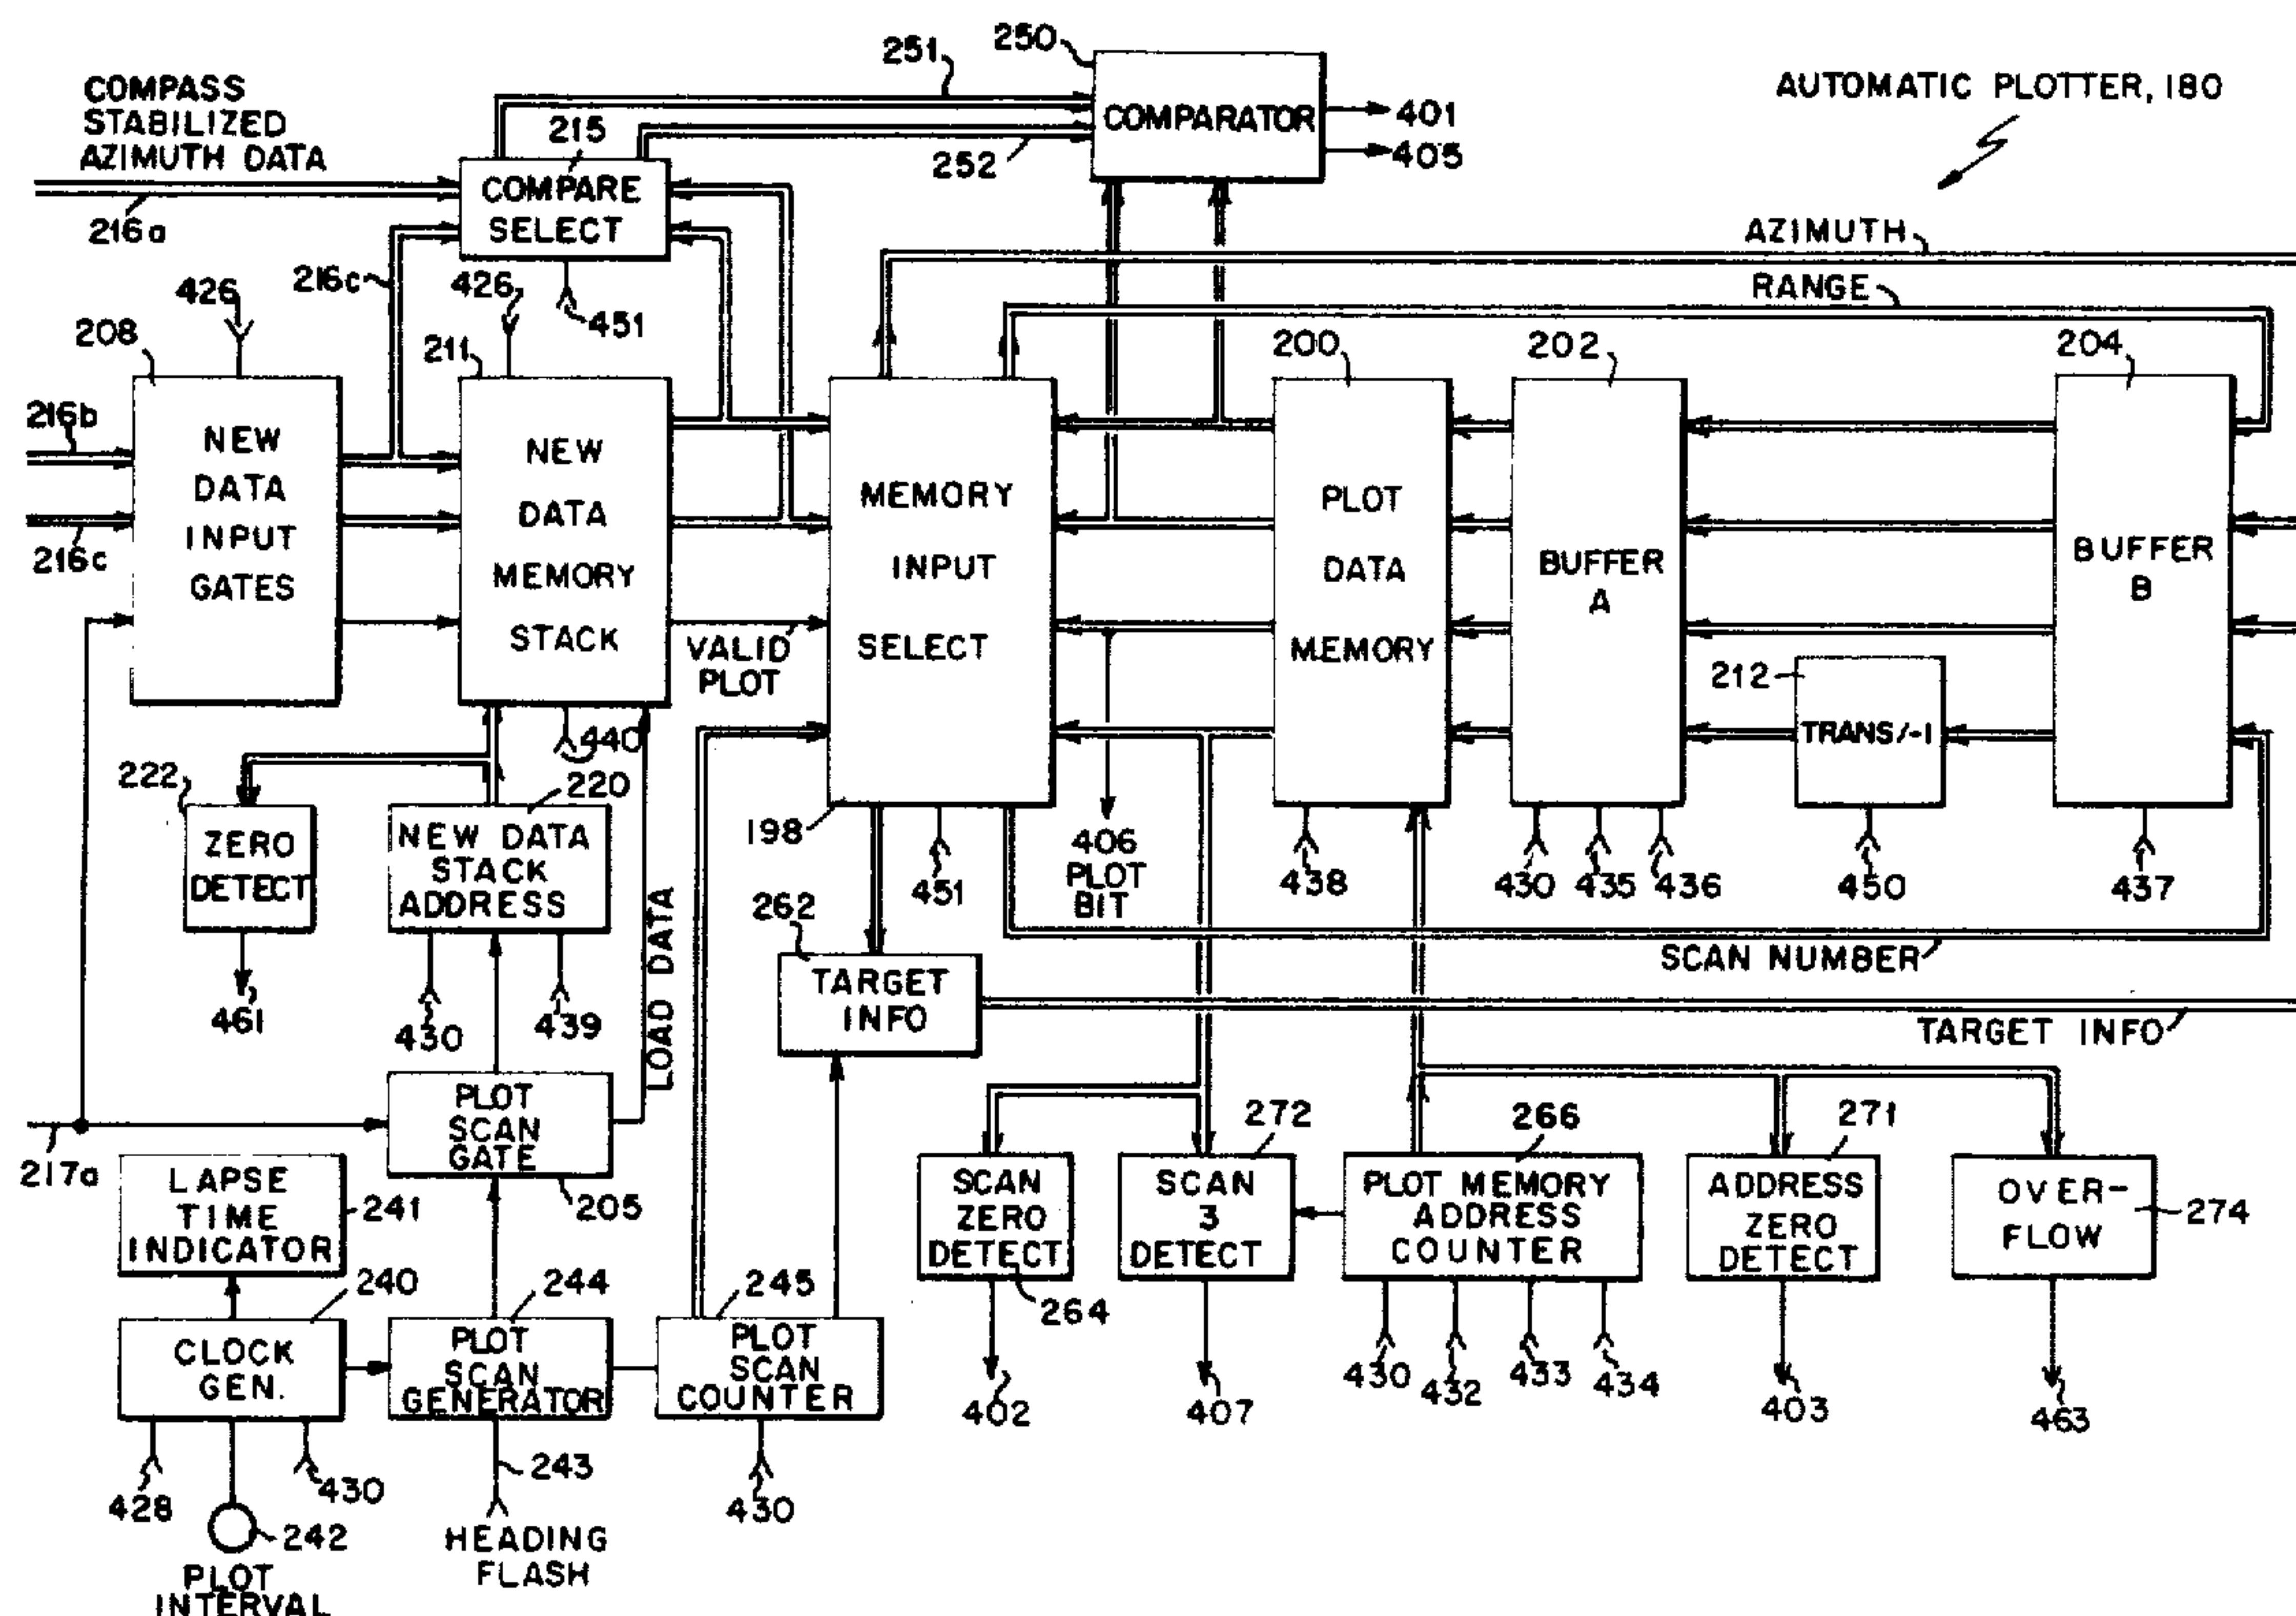 250
251
COMPASS
STABILIZED
AZIMUTH DATA
AUTOMATIC PLOTTER, 180
COMPARATOR
401
405
215
252
COMPARE
SELECT
216a
216c
426
426
451
AZIMUTH
RANGE
208
211
200
202
204
216b
216c
NEW
DATA
INPUT
GATES
NEW
DATA
MEMORY
STACK
VALID
PLOT
MEMORY
INPUT
SELECT
PLOT
DATA
MEMORY
BUFFER
A
BUFFER
B
212
TRANS/-1
440
222
220
198
ZERO
DETECT
NEW DATA
STACK
ADDRESS
LOAD DATA
451
406
PLOT
BIT
438
430
435
436
450
437
461
430
439
262
TARGET
INFO
SCAN NUMBER
TARGET INFO
PLOT
SCAN
GATE
217a
205
LAPSE
TIME
INDICATOR
241
272
266
271
SCAN
ZERO
DETECT
264
SCAN
3
DETECT
PLOT MEMORY
ADDRESS
COUNTER
ADDRESS
ZERO
DETECT
OVER-
FLOW
274
240
244
245
CLOCK
GEN.
PLOT
SCAN
GENERATOR
PLOT
SCAN
COUNTER
402
407
430
432
433
434
403
463
428
430
242
PLOT
INTERVAL
243
HEADING
FLASH
430